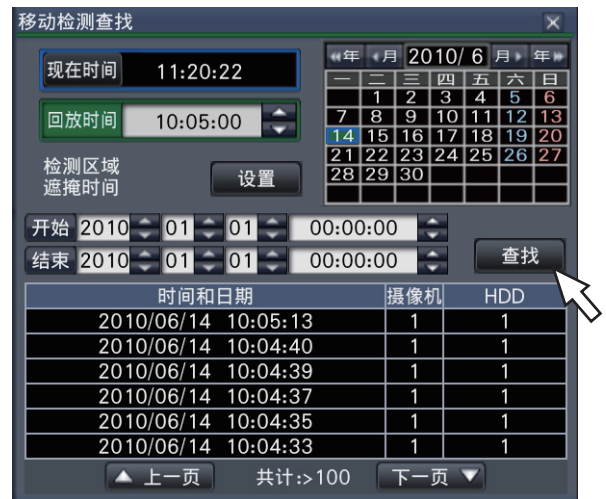 移动检测查找
现在时间 11:20:22
回放时间 10:05:00
检测区域
遮掩时间
设置
年 月 2010/ 6 月 年
一 二 三 四 五 六 日
1 2 3 4 5 6
7 8 9 10 11 12 13
14 15 16 17 18 19 20
21 22 23 24 25 26 27
28 29 30
开始 2010 01 01 00:00:00
结束 2010 01 01 00:00:00
查找
时间和日期 摄像机 HDD
2010/06/14 10:05:13 1 1
2010/06/14 10:04:40 1 1
2010/06/14 10:04:39 1 1
2010/06/14 10:04:37 1 1
2010/06/14 10:04:35 1 1
2010/06/14 10:04:33 1 1
上一页 共计:>100 下一页